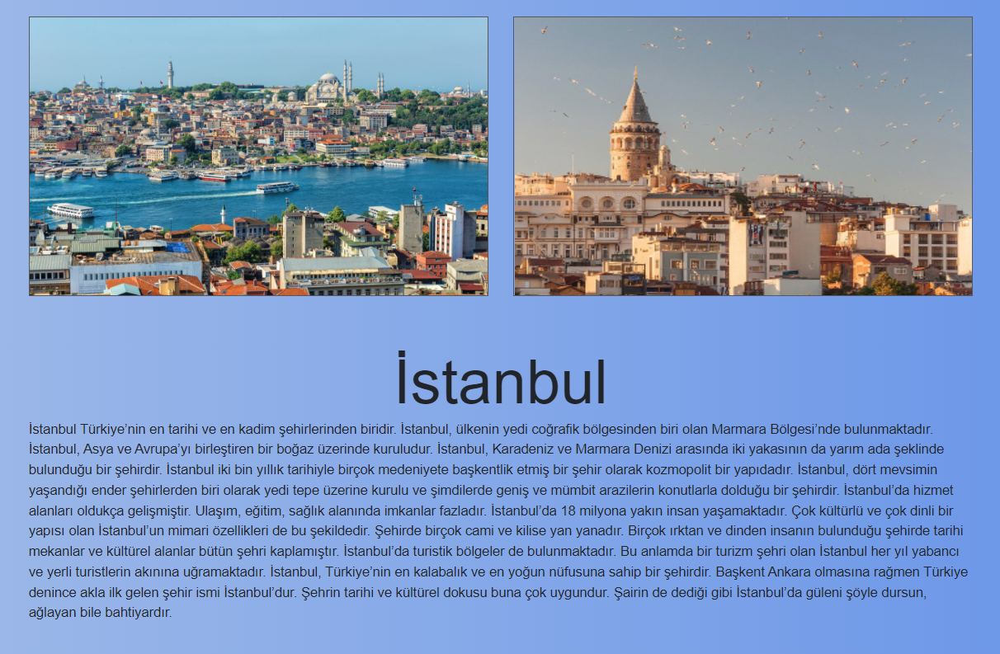 İstanbul
İstanbul Türkiye’nin en tarihi ve en kadim şehirlerinden biridir. İstanbul, ülkenin yedi coğrafik bölgesinden biri olan Marmara Bölgesi’nde bulunmaktadır.
İstanbul, Asya ve Avrupa’yı birleştiren bir boğaz üzerinde kuruludur. İstanbul, Karadeniz ve Marmara Denizi arasında iki yakasının da yarım ada şeklinde
bulunduğu bir şehirdir. İstanbul iki bin yıllık tarihiyle birçok medeniyete başkentlik etmiş bir şehir olarak kozmopolit bir yapıdadır. İstanbul, dört mevsimin
yaşandığı ender şehirlerden biri olarak yedi tepe üzerine kurulu ve şimdilerde geniş ve mümbit arazilerin konutlarla dolduğu bir şehirdir. İstanbul’da hizmet
alanları oldukça gelişmiştir. Ulaşım, eğitim, sağlık alanında imkanlar fazladır. İstanbul’da 18 milyona yakın insan yaşamaktadır. Çok kültürlü ve çok dinli bir
yapısı olan İstanbul’un mimari özellikleri de bu şekildedir. Şehirde birçok cami ve kilise yan yanadır. Birçok ırktan ve dinden insanın bulunduğu şehirde tarihi
mekanlar ve kültürel alanlar bütün şehri kaplamıştır. İstanbul’da turistik bölgeler de bulunmaktadır. Bu anlamda bir turizm şehri olan İstanbul her yıl yabancı
ve yerli turistlerin akınına uğramaktadır. İstanbul, Türkiye’nin en kalabalık ve en yoğun nüfusuna sahip bir şehirdir. Başkent Ankara olmasına rağmen Türkiye
denince akla ilk gelen şehir ismi İstanbul’dur. Şehrin tarihi ve kültürel dokusu buna çok uygundur. Şairin de dediği gibi İstanbul’da güleni şöyle dursun,
ağlayan bile bahtiyardır.